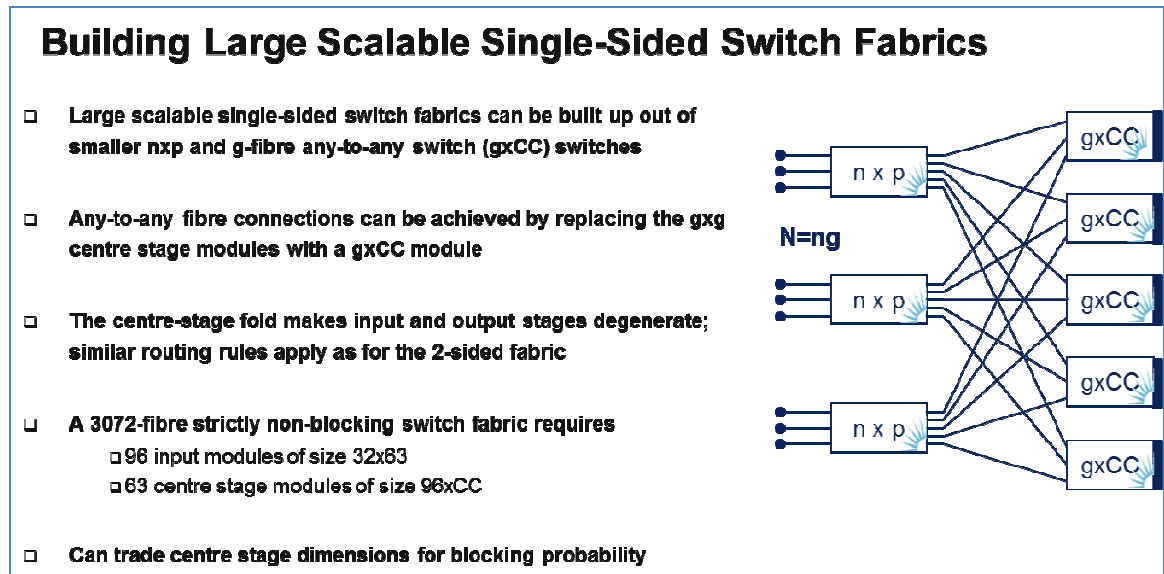 Building Large Scalable Single-Sided Switch Fabrics
Large scalable single-sided switch fabrics can be built up out of
smaller nxp and g-fibre any-to-any switch (gxCC) switches
Any-to-any fibre connections can be achieved by replacing the gxg
centre stage modules with a gxCC module
The centre-stage fold makes input and output stages degenerate;
similar routing rules apply as for the 2-sided fabric
A 3072-fibre strictly non-blocking switch fabric requires
96 input modules of size 32x63
63 centre stage modules of size 96xCC
Can trade centre stage dimensions for blocking probability
n x p
N=ng
n x p
n x p
gxCC
gxCC
gxCC
gxCC
gxCC